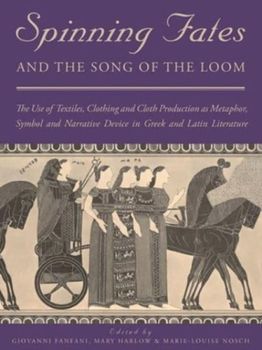 Spinning Fates
AND THE SONG OF THE LOOM
The Use of Textiles, Clothing and Cloth Production as Metaphor,
Symbol and Narrative Device in Greek and Latin Literature
Edited by
GIOVANNI FANFANI, MARY HARLOW & MARIE-LOUISE NOSCH